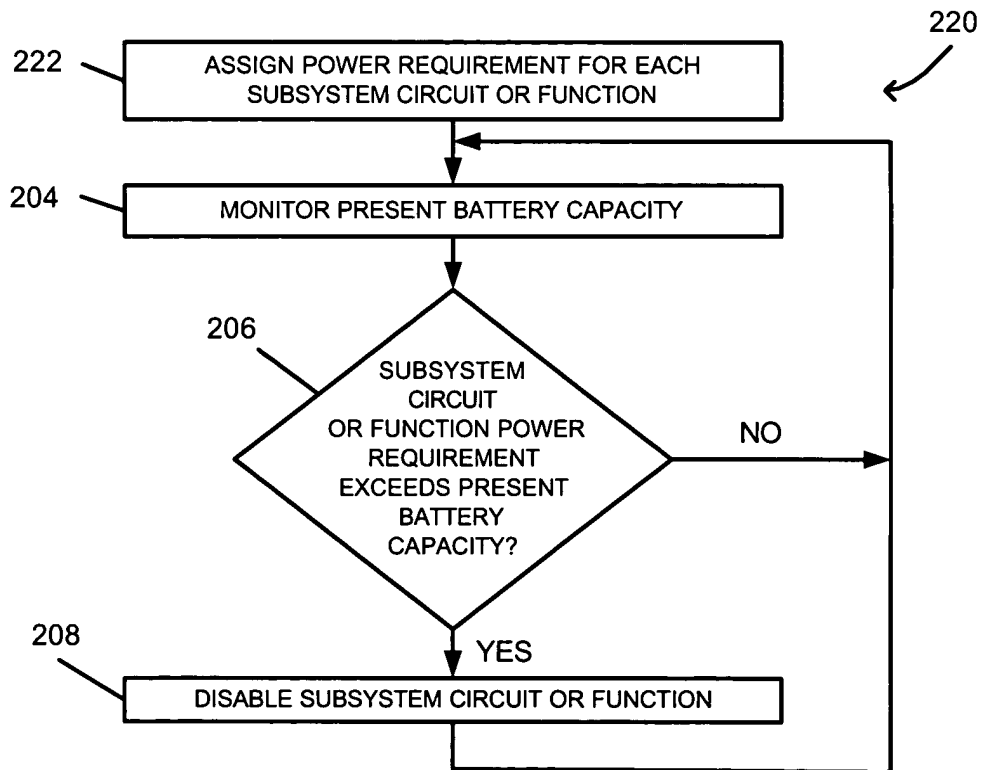 220
222
ASSIGN POWER REQUIREMENT FOR EACH
SUBSYSTEM CIRCUIT OR FUNCTION
204
MONITOR PRESENT BATTERY CAPACITY
206
SUBSYSTEM
CIRCUIT
OR FUNCTION POWER
REQUIREMENT
EXCEEDS PRESENT
BATTERY
CAPACITY?
NO
YES
208
DISABLE SUBSYSTEM CIRCUIT OR FUNCTION